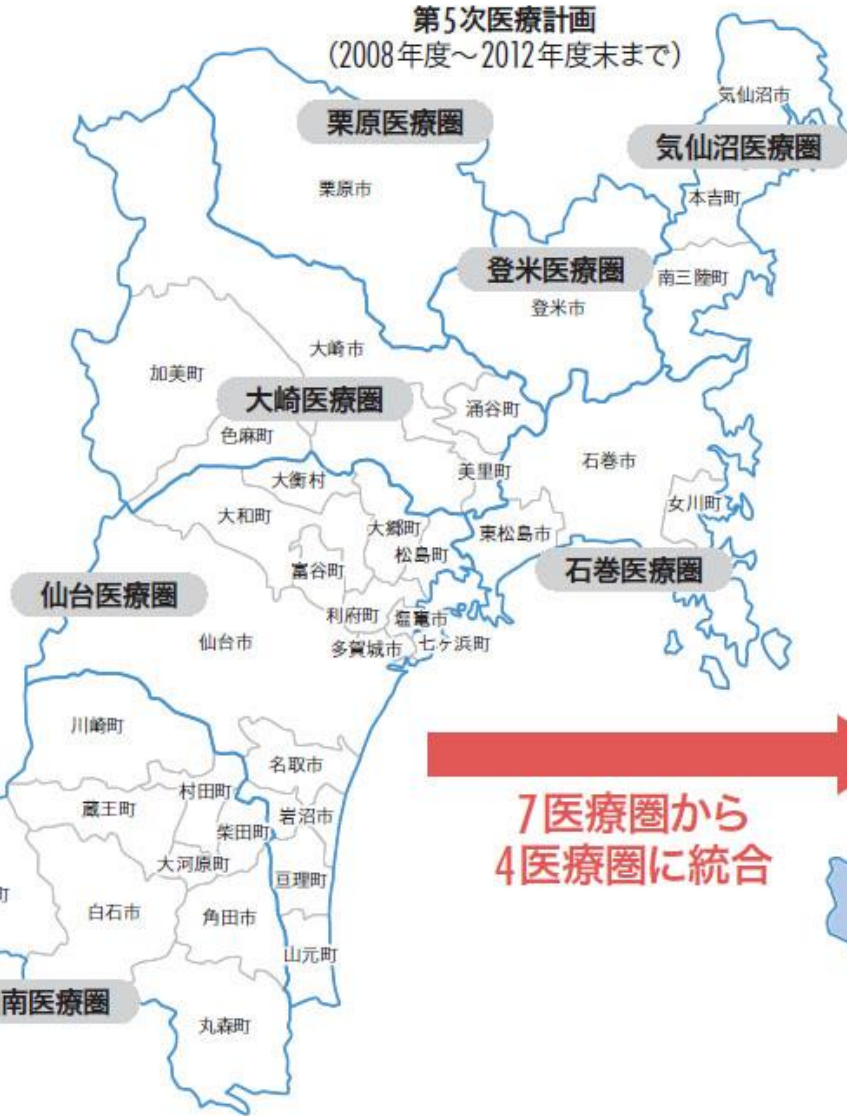 第5次医療計画
(2008年度～2012年度末まで)
気仙沼市
栗原医療圏
気仙沼医療圏
栗原市
本吉町
登米医療圏
南三陸町
登米市
大崎市
加美町
大崎医療圏
涌谷町
色麻町
石巻市
美里町
大衡村
女川町
大和町
大郷町
東松島市
松島町
富谷町
石巻医療圏
仙台医療圏
利府町
塩竃市
仙台市
多賀城市
七ヶ浜町
川崎町
名取市
村田町
蔵王町
岩沼市
柴田町
7医療圏から
4医療圏に統合
大河原町
亘理町
町
白石市
角田市
山元町
南医療圏
丸森町